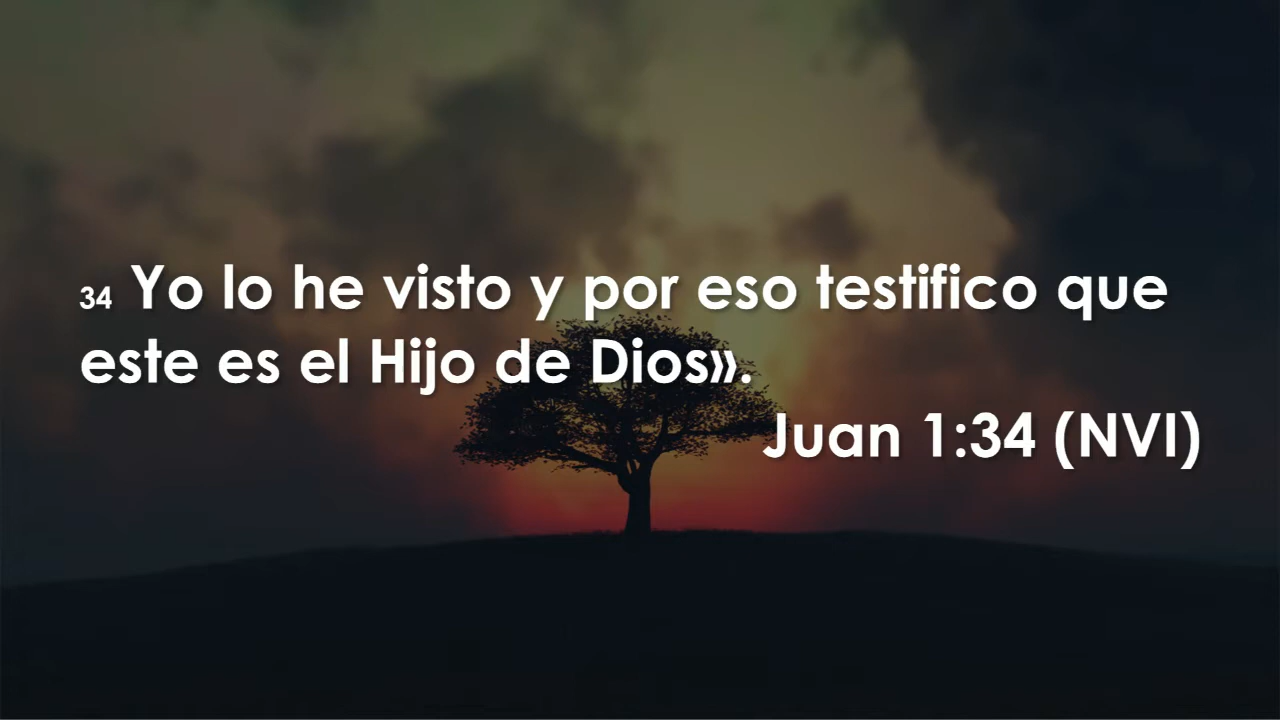 34 Yo lo he visto y por eso testifico que
este es el Hijo de Dios».
Juan 1:34 (NVI)